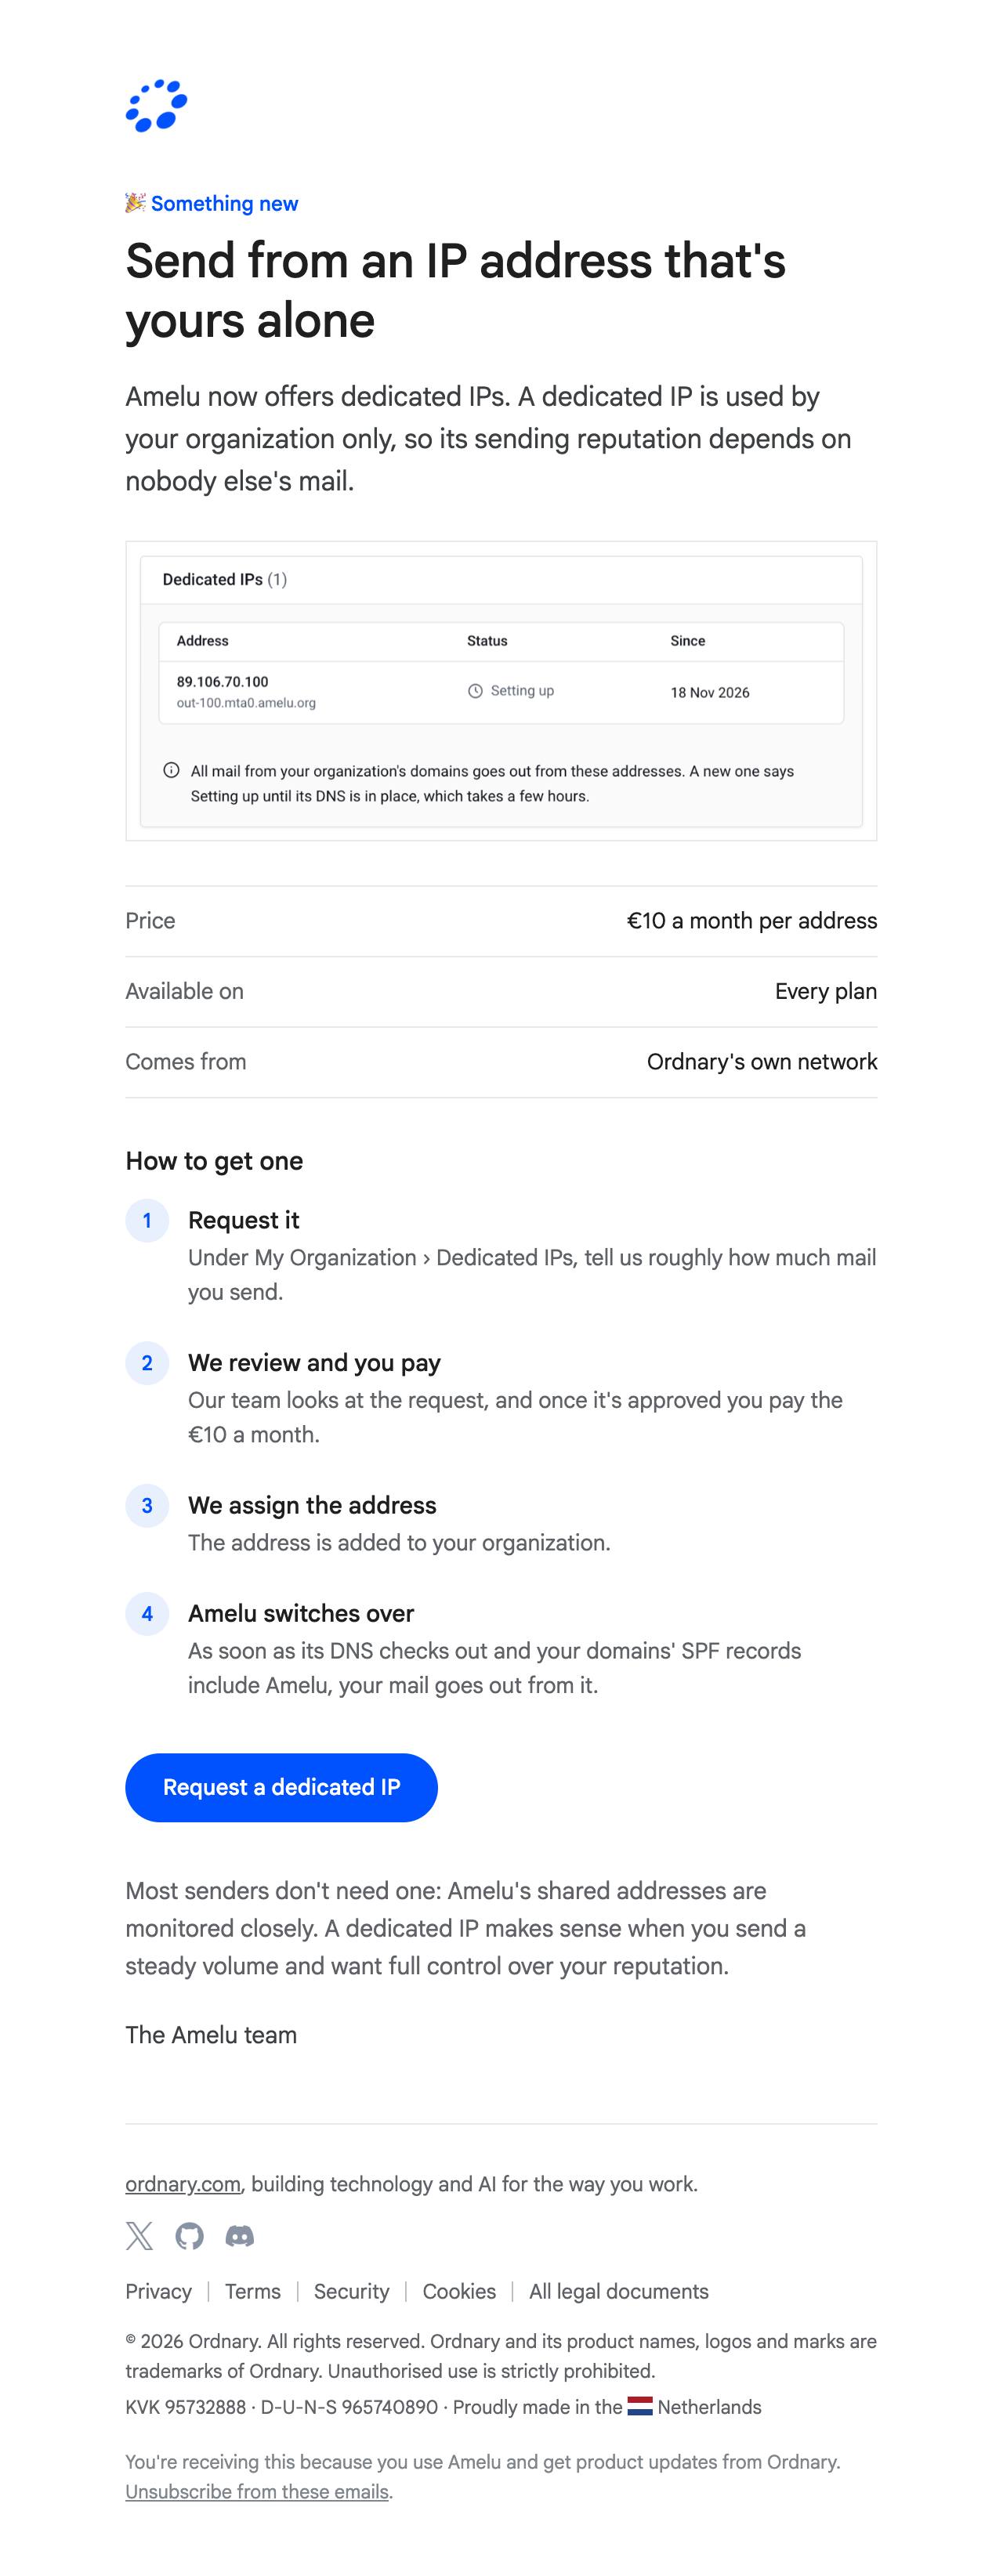 🎉 Something new
Send from an IP address that's
yours alone
Amelu now offers dedicated IPs. A dedicated IP is used by
your organization only, so its sending reputation depends on
nobody else's mail.
Dedicated IPs (1)
Address Status Since
89.106.70.100
out-100.mta0.amelu.org
Setting up
18 Nov 2026
All mail from your organization's domains goes out from these addresses. A new one says
Setting up until its DNS is in place, which takes a few hours.
Price €10 a month per address
Available on Every plan
Comes from Ordnary's own network
How to get one
1 Request it
Under My Organization › Dedicated IPs, tell us roughly how much mail
you send.
2 We review and you pay
Our team looks at the request, and once it's approved you pay the
€10 a month.
3 We assign the address
The address is added to your organization.
4 Amelu switches over
As soon as its DNS checks out and your domains' SPF records
include Amelu, your mail goes out from it.
Request a dedicated IP
Most senders don't need one: Amelu's shared addresses are
monitored closely. A dedicated IP makes sense when you send a
steady volume and want full control over your reputation.
The Amelu team
ordnary.com, building technology and AI for the way you work.
Privacy | Terms | Security | Cookies | All legal documents
© 2026 Ordnary. All rights reserved. Ordnary and its product names, logos and marks are
trademarks of Ordnary. Unauthorised use is strictly prohibited.
KVK 95732888 · D-U-N-S 965740890 · Proudly made in the 🇳🇱 Netherlands
You're receiving this because you use Amelu and get product updates from Ordnary.
Unsubscribe from these emails.